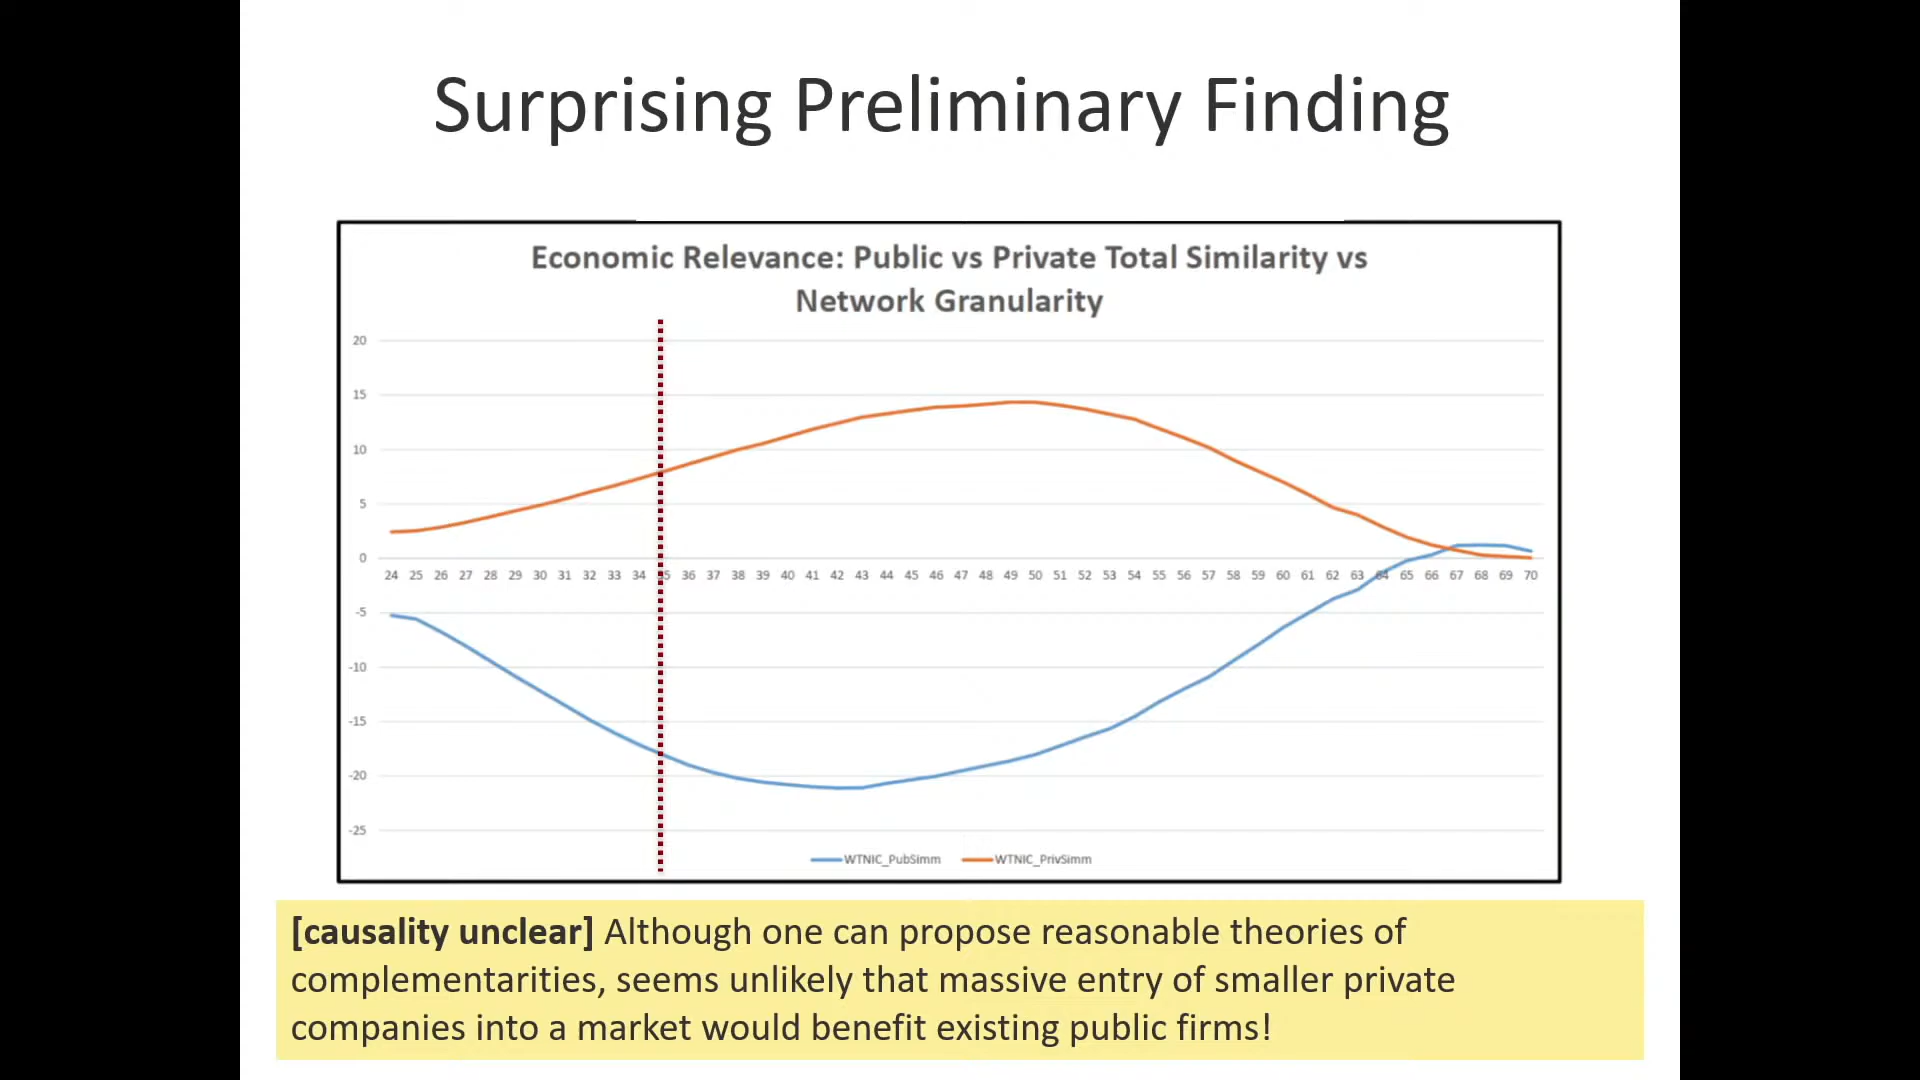 Surprising Preliminary Finding
Economic Relevance: Public vs Private Total Similarity vs
Network Granularity
20
15
10
5
0
24 25 26 27 28 29 30 31 32 33 34 35 36 37 38 39 40 41 42 43 44 45 46 47 48 49 50 51 52 53 54 55 56 57 58 59 60 61 62 63 64 65 66 67 68 69 70
-5
-10
-15
-20
-25
WTNIC_PubSimm WTNIC_PrivSimm
[causality unclear] Although one can propose reasonable theories of
complementarities, seems unlikely that massive entry of smaller private
companies into a market would benefit existing public firms!